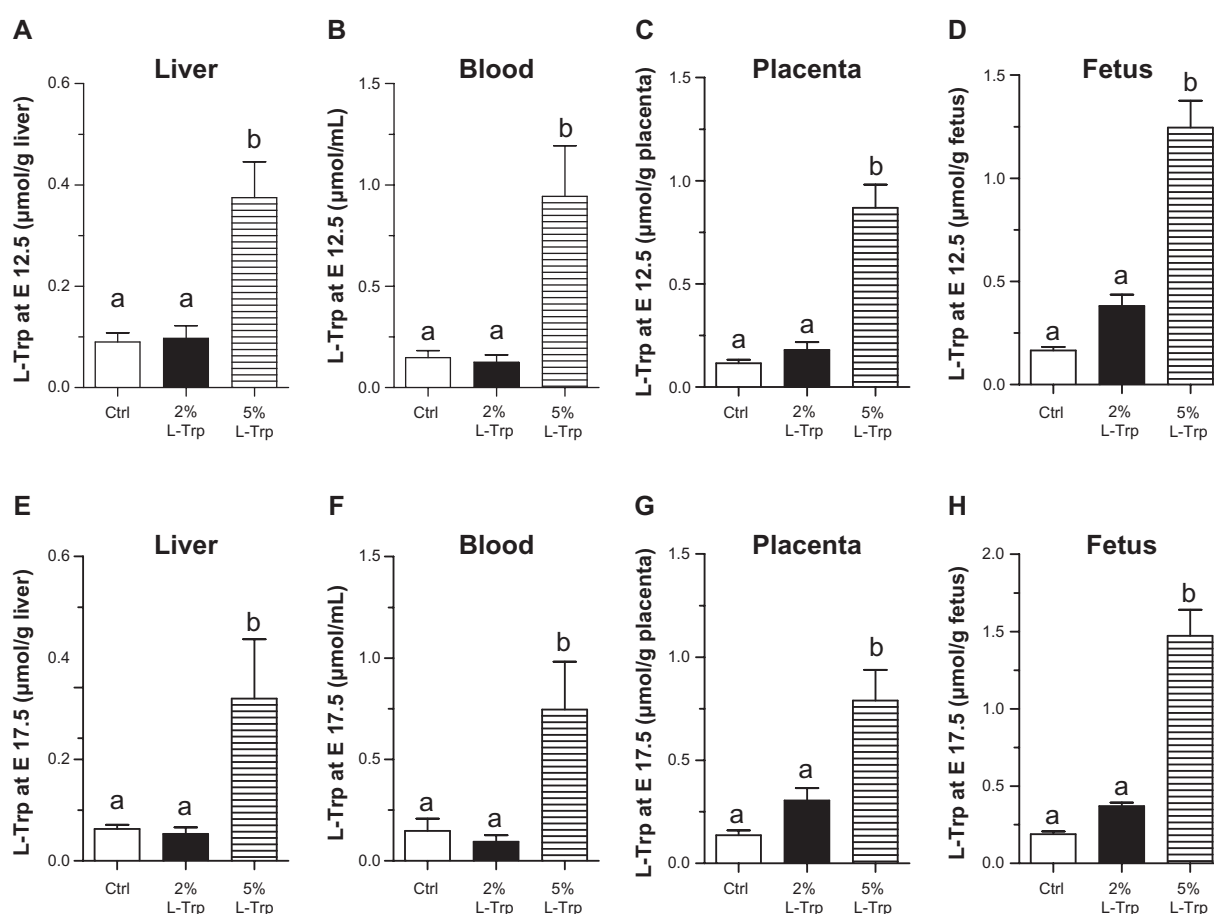 A
Liver
L-Trp at E 12.5 (µmol/g liver)
0.6
0.4
0.2
0.0
a
a
b
Ctrl
2%
L-Trp
5%
L-Trp
B
Blood
L-Trp at E 12.5 (µmol/mL)
1.5
1.0
0.5
0.0
a
a
b
Ctrl
2%
L-Trp
5%
L-Trp
C
Placenta
L-Trp at E 12.5 (µmol/g placenta)
1.5
1.0
0.5
0.0
a
a
b
Ctrl
2%
L-Trp
5%
L-Trp
D
Fetus
L-Trp at E 12.5 (µmol/g fetus)
1.5
1.0
0.5
0.0
a
a
b
Ctrl
2%
L-Trp
5%
L-Trp
E
Liver
L-Trp at E 17.5 (µmol/g liver)
0.6
0.4
0.2
0.0
a
a
b
Ctrl
2%
L-Trp
5%
L-Trp
F
Blood
L-Trp at E 17.5 (µmol/mL)
1.5
1.0
0.5
0.0
a
a
b
Ctrl
2%
L-Trp
5%
L-Trp
G
Placenta
L-Trp at E 17.5 (µmol/g placenta)
1.5
1.0
0.5
0.0
a
a
b
Ctrl
2%
L-Trp
5%
L-Trp
H
Fetus
L-Trp at E 17.5 (µmol/g fetus)
2.0
1.5
1.0
0.5
0.0
a
a
b
Ctrl
2%
L-Trp
5%
L-Trp